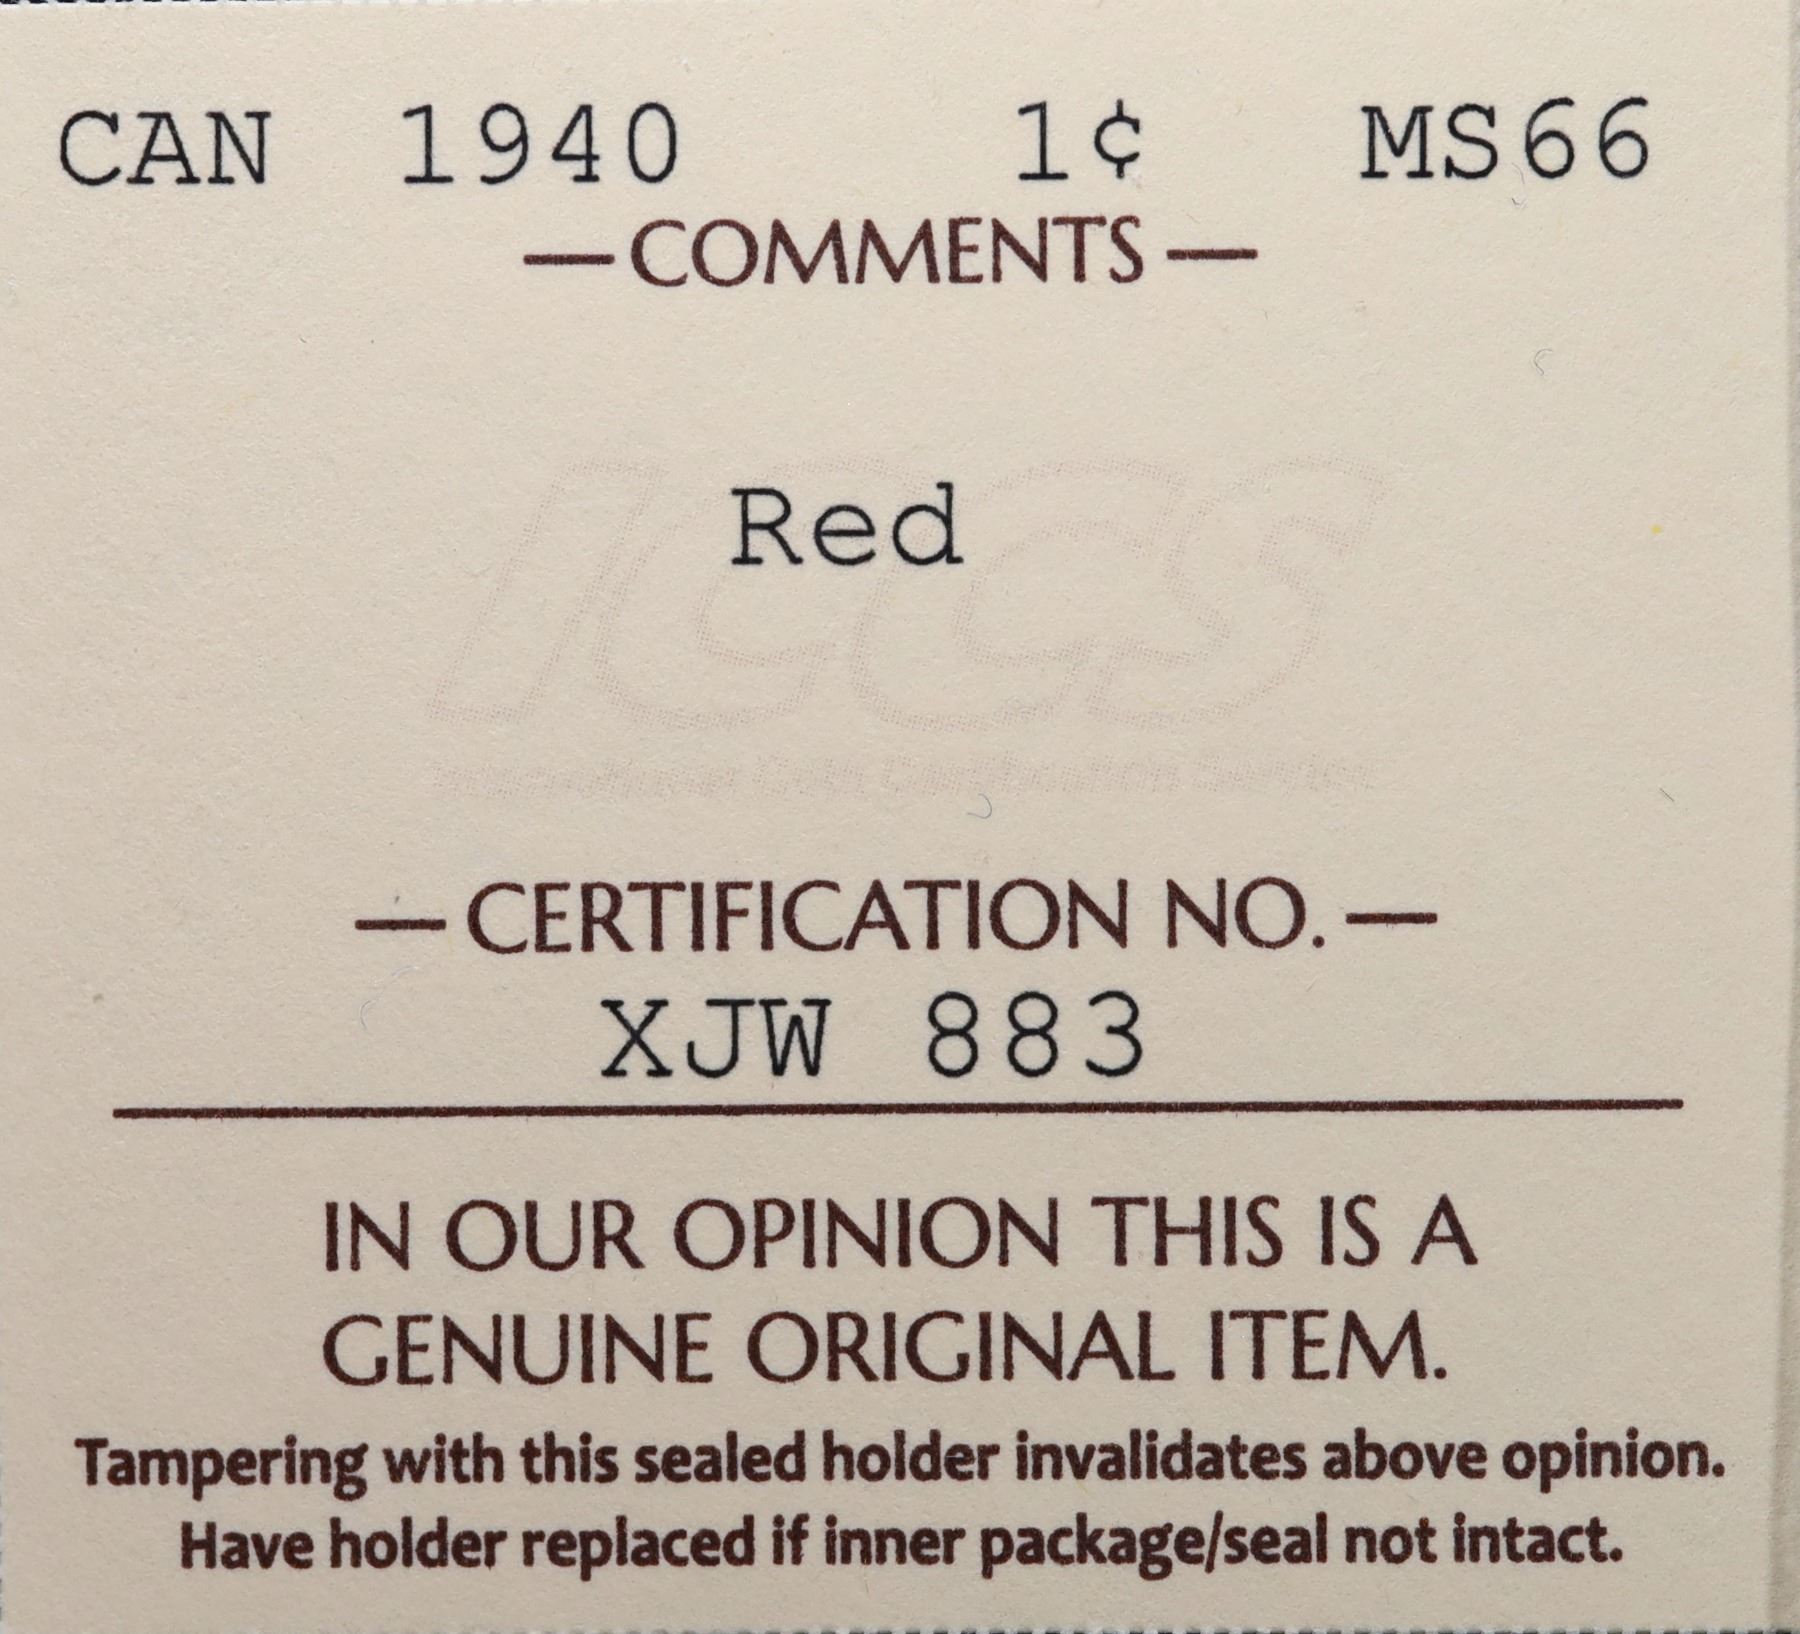 CAN 1940 1¢ MS66
—COMMENTS—
Red
ICCS
—CERTIFICATION NO.—
XJW 883
IN OUR OPINION THIS IS A
GENUINE ORIGINAL ITEM.
Tampering with this sealed holder invalidates above opinion.
Have holder replaced if inner package/seal not intact.